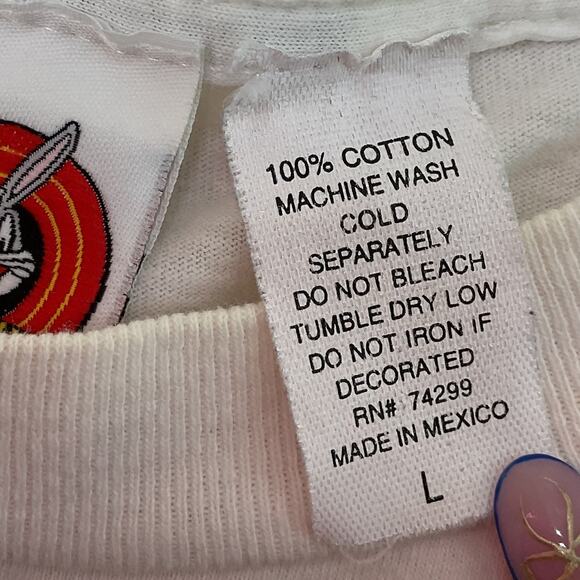 100% COTTON
MACHINE WASH
COLD
SEPARATELY
DO NOT BLEACH
TUMBLE DRY LOW
DO NOT IRON IF
DECORATED
RN# 74299
MADE IN MEXICO
L